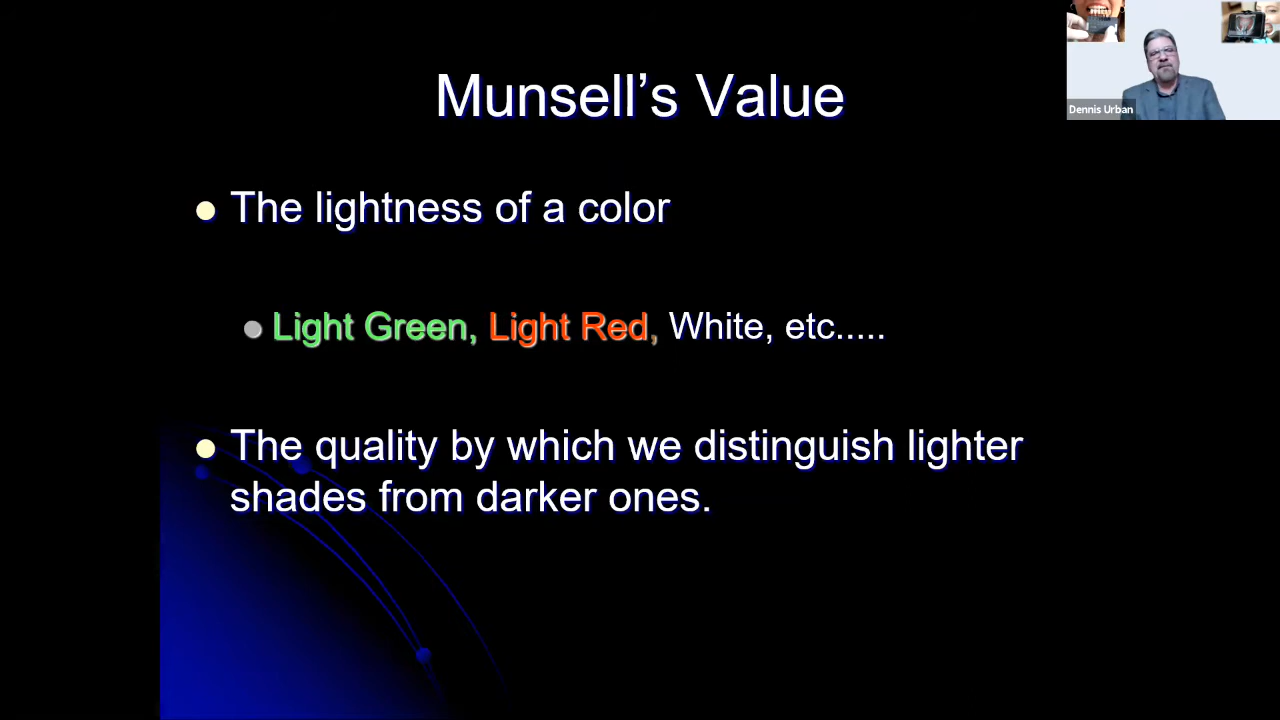 Munsell’s Value
Dennis Urban
The lightness of a color
Light Green, Light Red, White, etc.....
The quality by which we distinguish lighter
shades from darker ones.